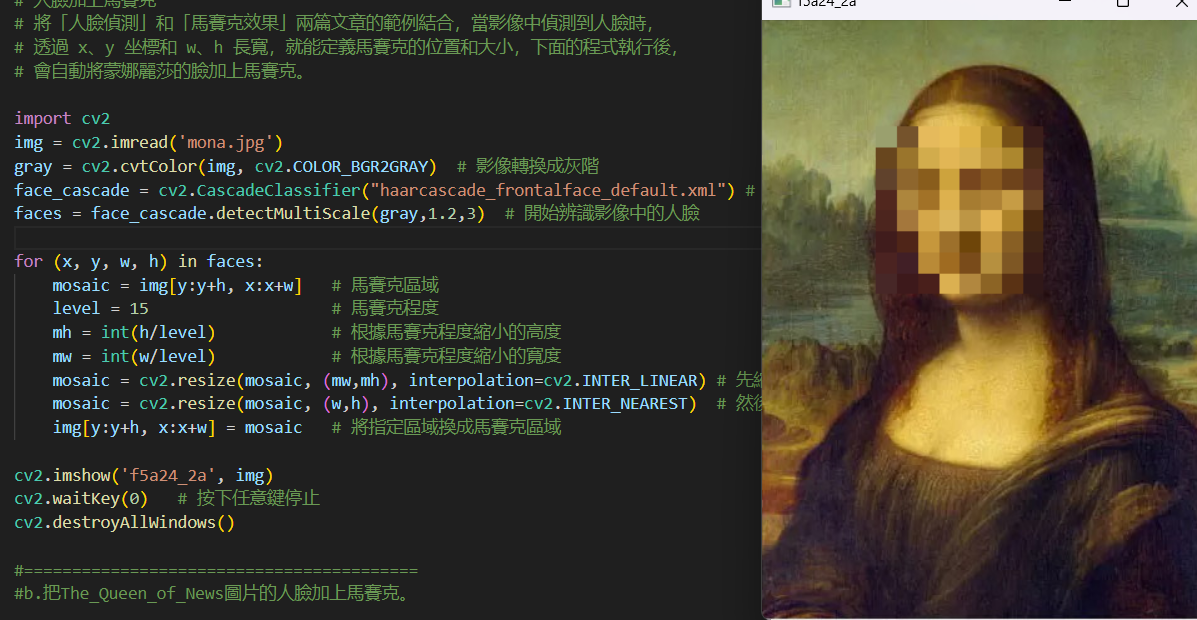 # 人臉加上馬賽克
# 將「人臉偵測」和「馬賽克效果」兩篇文章的範例結合，當影像中偵測到人臉時，
# 透過 x、y 坐標和 w、h 長寬，就能定義馬賽克的位置和大小，下面的程式執行後，
# 會自動將蒙娜麗莎的臉加上馬賽克。
import cv2
img = cv2.imread('mona.jpg')
gray = cv2.cvtColor(img, cv2.COLOR_BGR2GRAY)  # 影像轉換成灰階
face_cascade = cv2.CascadeClassifier("haarcascade_frontalface_default.xml") #
faces = face_cascade.detectMultiScale(gray,1.2,3)  # 開始辨識影像中的人臉
for (x, y, w, h) in faces:
    mosaic = img[y:y+h, x:x+w]   # 馬賽克區域
    level = 15                   # 馬賽克程度
    mh = int(h/level)            # 根據馬賽克程度縮小的高度
    mw = int(w/level)            # 根據馬賽克程度縮小的寬度
    mosaic = cv2.resize(mosaic, (mw,mh), interpolation=cv2.INTER_LINEAR) # 先
    mosaic = cv2.resize(mosaic, (w,h), interpolation=cv2.INTER_NEAREST)  # 然
    img[y:y+h, x:x+w] = mosaic   # 將指定區域換成馬賽克區域
cv2.imshow('f5a24_2a', img)
cv2.waitKey(0)   # 按下任意鍵停止
cv2.destroyAllWindows()
#=========================================
#b.把The_Queen_of_News圖片的人臉加上馬賽克。
f5a24_2a